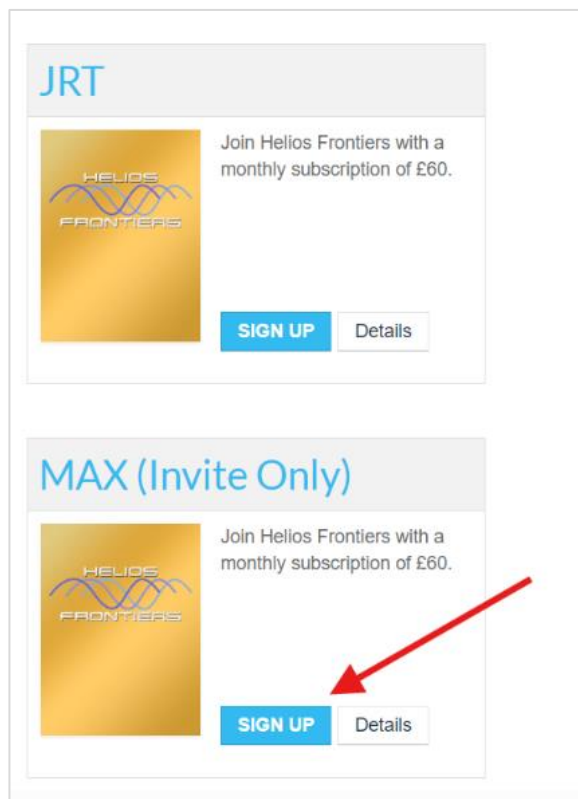 JRT
HELIOS
FRONTIERS
Join Helios Frontiers with a
monthly subscription of £60.
SIGN UP
Details
MAX (Invite Only)
HELIOS
FRONTIERS
Join Helios Frontiers with a
monthly subscription of £60.
SIGN UP
Details